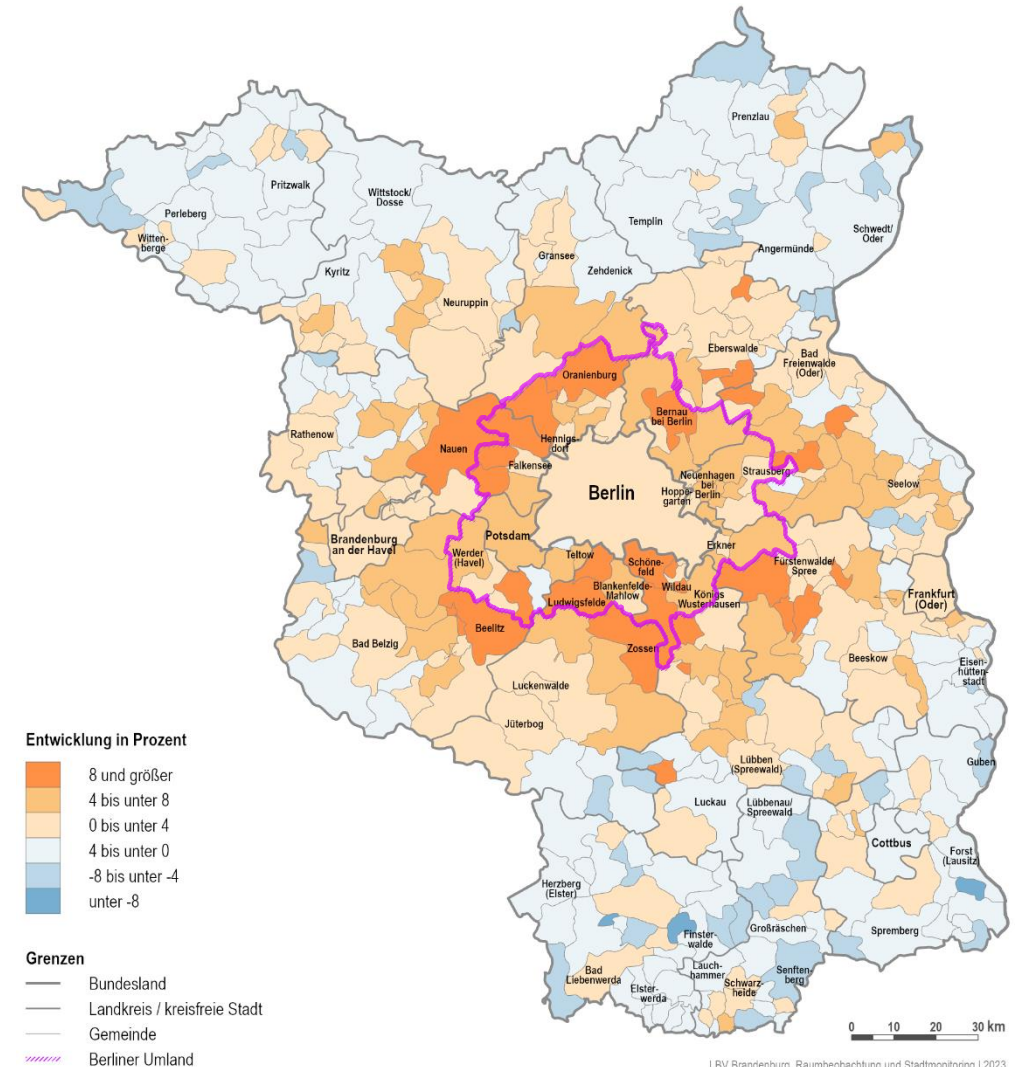 Prenzlau
Pritzwalk
Wittstock/
Dosse
Perleberg
Templin
Schwedt/
Oder
Witten-
berge
Angermünde
Gransee
Kyritz
Zehdenick
Neuruppin
Eberswalde
Bad
Freienwalde
(Oder)
Oranienburg
Bernau
bei Berlin
Rathenow
Hennigs-
dorf
Nauen
Falkensee
Strausberg
Neuenhagen
bei
Berlin
Seelow
Berlin
Hoppe-
garten
Brandenburg
an der Havel
Potsdam
Erkner
Werder
(Havel)
Teltow
Schöne-
feld
Fürstenwalde/
Spree
Blankenfelde-
Mahlow
Wildau
Königs
Wusterhausen
Frankfurt
(Oder)
Ludwigsfelde
Beelitz
Bad Belzig
Zossen
Beeskow
Eisen-
hütten-
stadt
Luckenwalde
Jüterbog
Lübben
(Spreewald)
Guben
Luckau
Lübbenau/
Spreewald
Cottbus
Forst
(Lausitz)
Herzberg
(Elster)
Finster-
walde
Großräschen
Spremberg
Bad
Liebenwerda
Lauch-
hammer
Senften-
berg
Elster-
werda
Schwarz-
heide
Entwicklung in Prozent
8 und größer
4 bis unter 8
0 bis unter 4
4 bis unter 0
-8 bis unter -4
unter -8
Grenzen
Bundesland
Landkreis / kreisfreie Stadt
Gemeinde
Berliner Umland
0 10 20 30 km
LBV Brandenburg, Raumbeobachtung und Stadtmonitoring | 2023